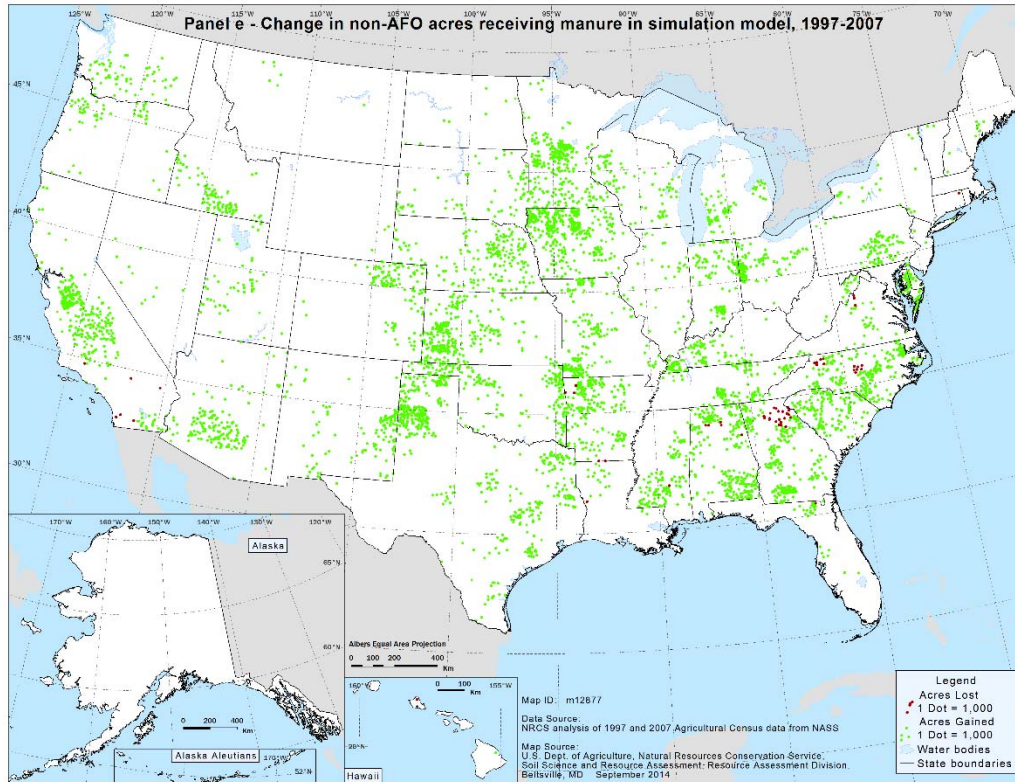 Panel e - Change in non-AFO acres receiving manure in simulation model, 1997-2007
125°W
120°W
115°W
110°W
105°W
100°W
95°W
90°W
85°W
80°W
75°W
70°W
45°N
40°N
35°N
30°N
170°W
160°W
150°W
140°W
130°W
120°W
Alaska
65°N
60°N
0 200 400
Km
Alaska Aleutians
170°W
52°N
Albers Equal Area Projection
0 100 200 400
Km
0 100
Km
160°W
155°W
Hawaii
Map ID: m12877
Data Source:
NRCS analysis of 1997 and 2007 Agricultural Census data from NASS
Map Source:
U.S. Dept. of Agriculture, Natural Resources Conservation Service,
Soil Science and Resource Assessment, Resource Assessment Division,
Beltsville, MD September 2014
Legend
Acres Lost
1 Dot = 1,000
Acres Gained
1 Dot = 1,000
Water bodies
State boundaries